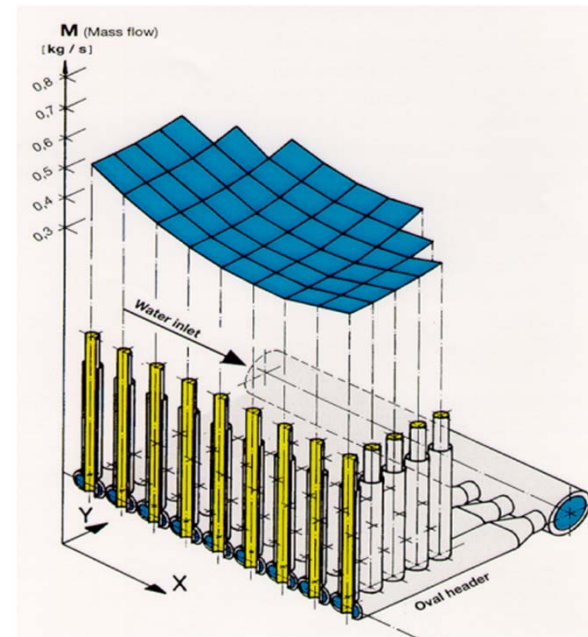 M (Mass flow)
[kg / s]
0,8
0,7
0,6
0,5
0,4
0,3
Water inlet
Y
X
Oval header